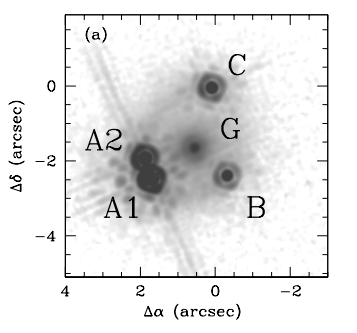 (a)
C
0
G
A2
Δδ (arcsec)
−2
A1
B
−4
4 2 0 −2
Δα (arcsec)